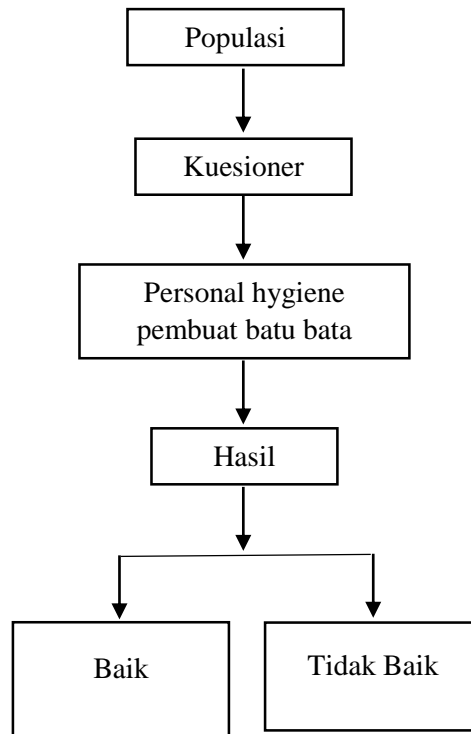 Populasi
Kuesioner
Personal hygiene
pembuat batu bata
Hasil
Baik
Tidak Baik